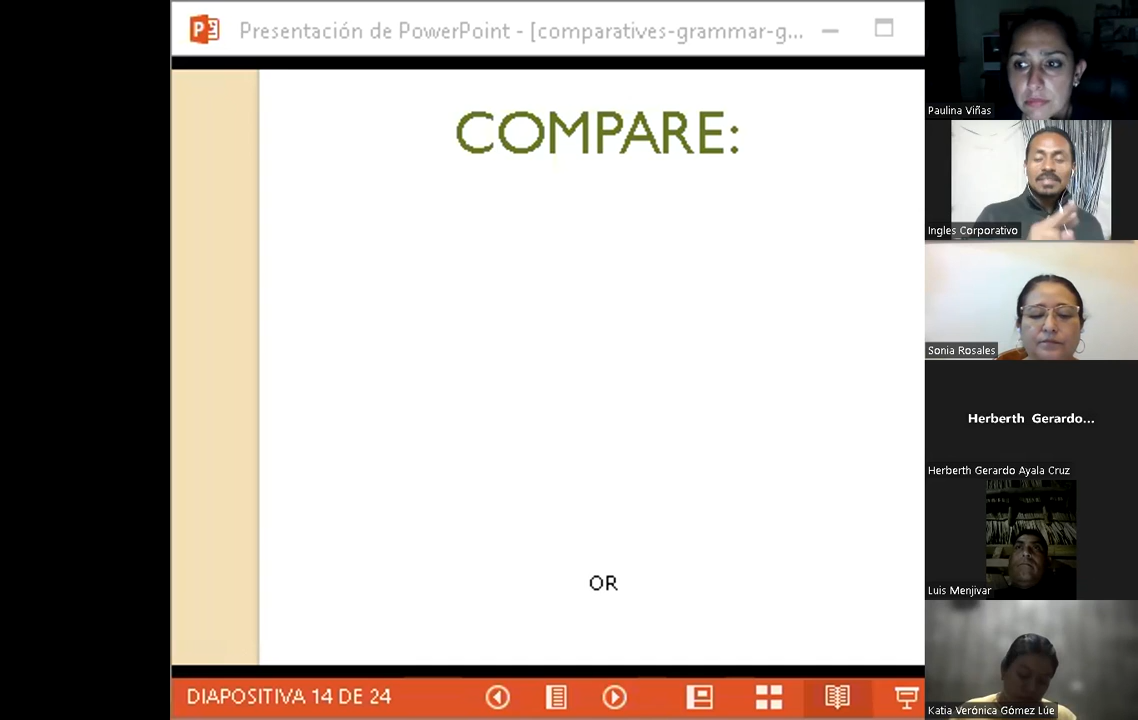 Presentación de PowerPoint - [comparatives-grammar-g...
COMPARE:
OR
DIAPOSITIVA 14 DE 24
Paulina Viñas
Ingles Corporativo
Sonia Rosales
Herberth Gerardo...
Herberth Gerardo Ayala Cruz
Luis Menjivar
Katia Verónica Gómez Lúe